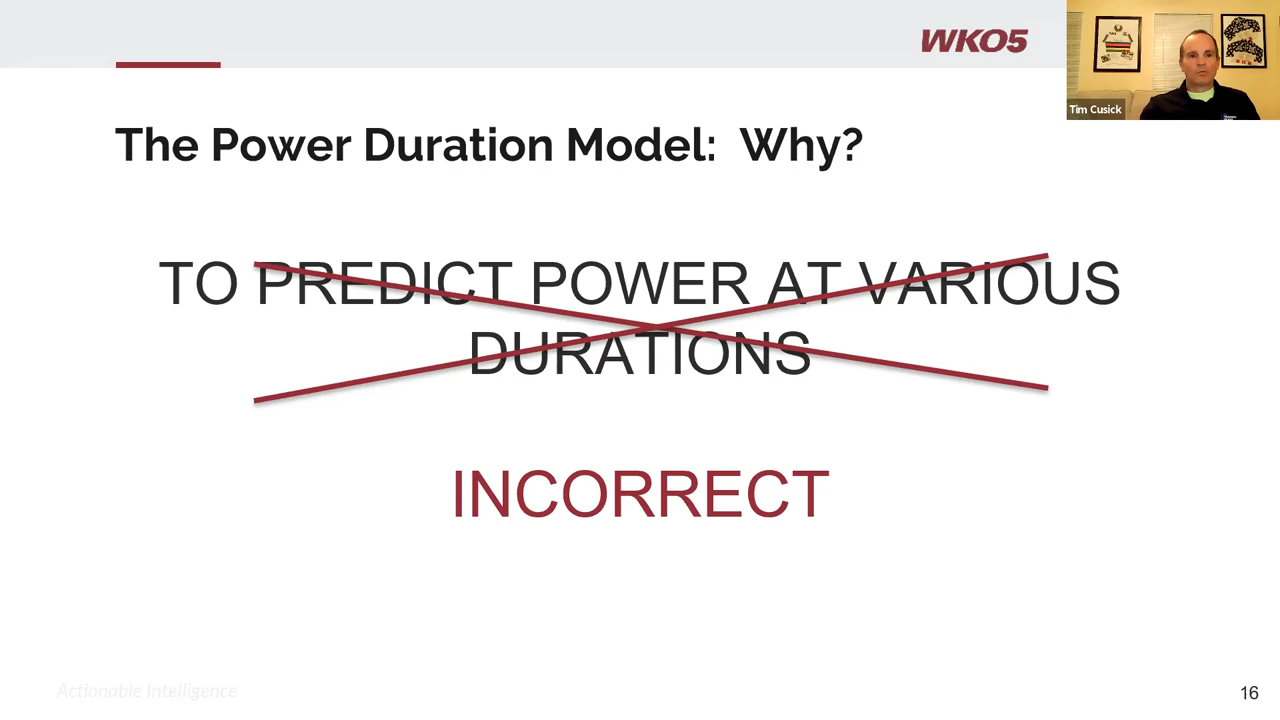 WKO5
Tim Cusick
The Power Duration Model: Why?
TO PREDICT POWER AT VARIOUS
DURATIONS
INCORRECT
Actionable Intelligence
16